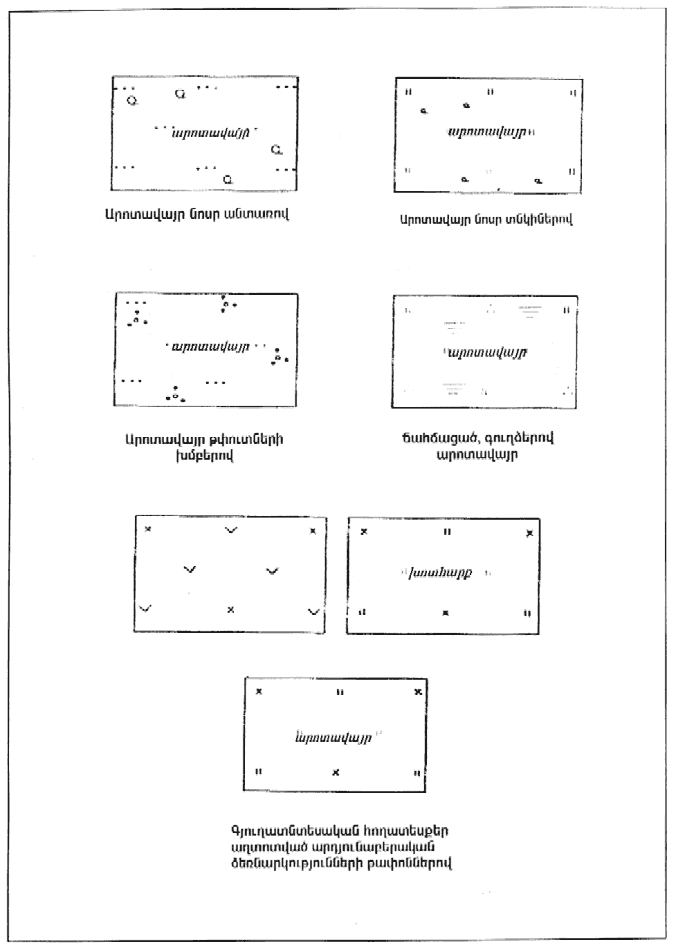 արոտավայր
արոտավայր
Արոտավայր նոսր անտառով
Արոտավայր նոսր տնկիներով
արոտավայր
արոտավայր
Արոտավայր թփուտների
խմբերով
Ճահճացած, գուղձերով
արոտավայր
խոտհարք
արոտավայր
Գյուղատնտեսական հողատեսքեր
աղտոտված արդյունաբերական
ձեռնարկությունների թափոններով